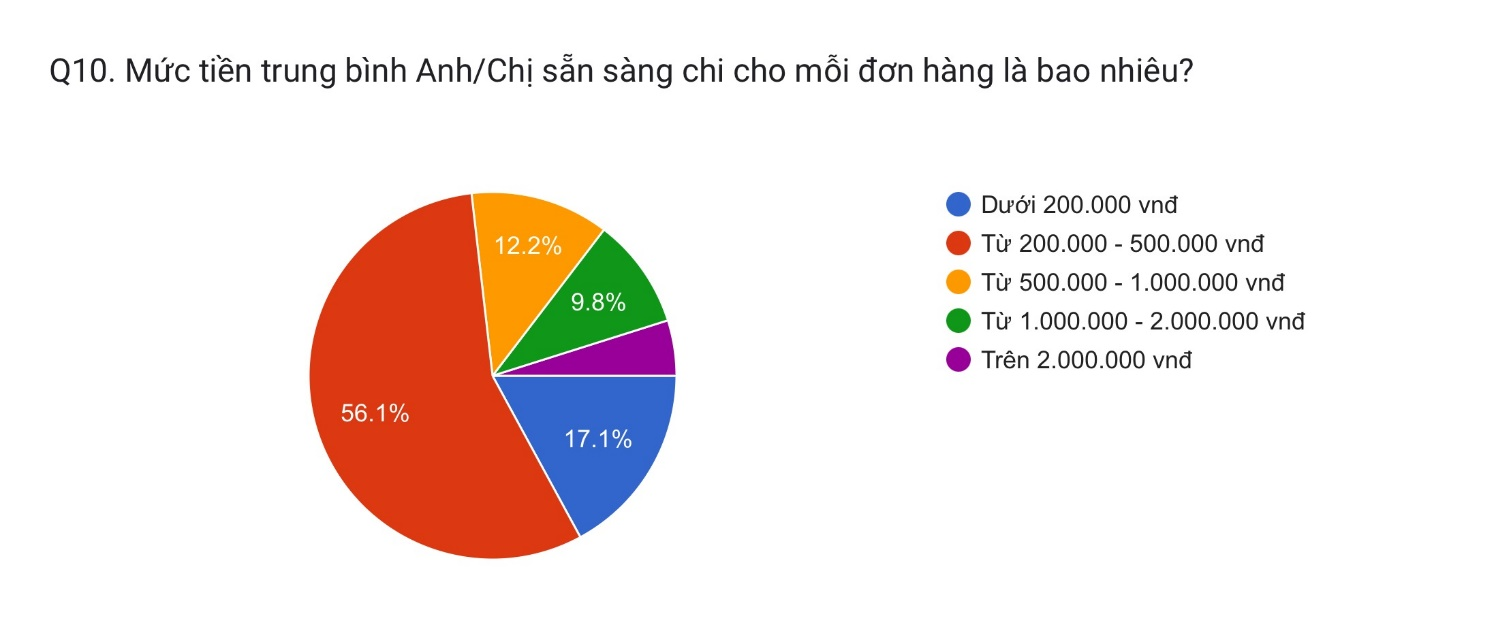 Q10. Mức tiền trung bình Anh/Chị sẵn sàng chi cho mỗi đơn hàng là bao nhiêu?
12.2%
9.8%
56.1%
17.1%
Dưới 200.000 vnđ
Từ 200.000 - 500.000 vnđ
Từ 500.000 - 1.000.000 vnđ
Từ 1.000.000 - 2.000.000 vnđ
Trên 2.000.000 vnđ